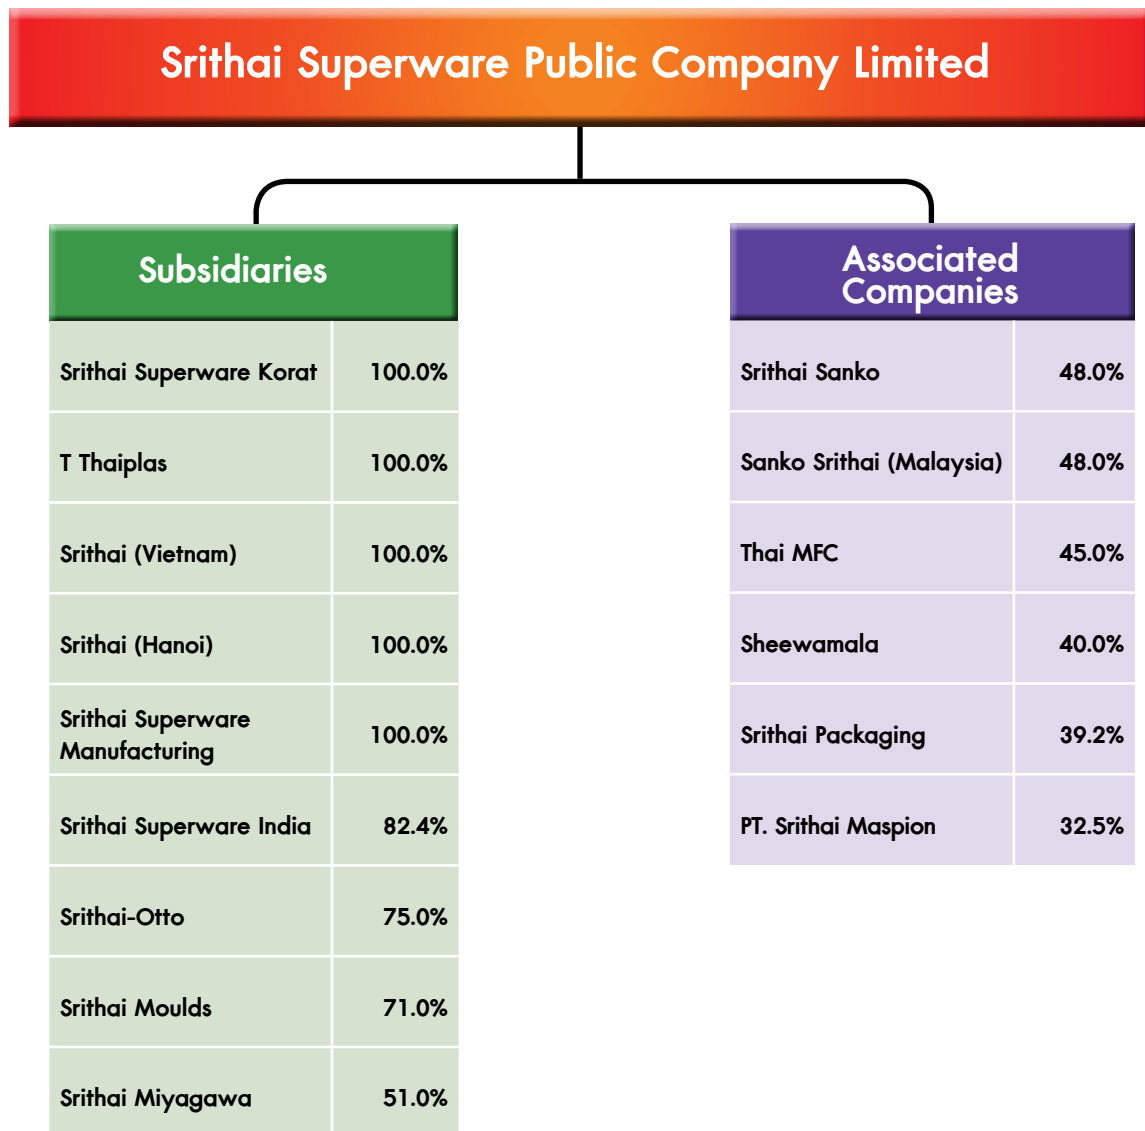 Srithai Superware Public Company Limited
Subsidiaries
Srithai Superware Korat 100.0%
T Thaiplas 100.0%
Srithai (Vietnam) 100.0%
Srithai (Hanoi) 100.0%
Srithai Superware
Manufacturing 100.0%
Srithai Superware India 82.4%
Srithai-Otto 75.0%
Srithai Moulds 71.0%
Srithai Miyagawa 51.0%
Associated
Companies
Srithai Sanko 48.0%
Sanko Srithai (Malaysia) 48.0%
Thai MFC 45.0%
Sheewamala 40.0%
Srithai Packaging 39.2%
PT. Srithai Maspion 32.5%